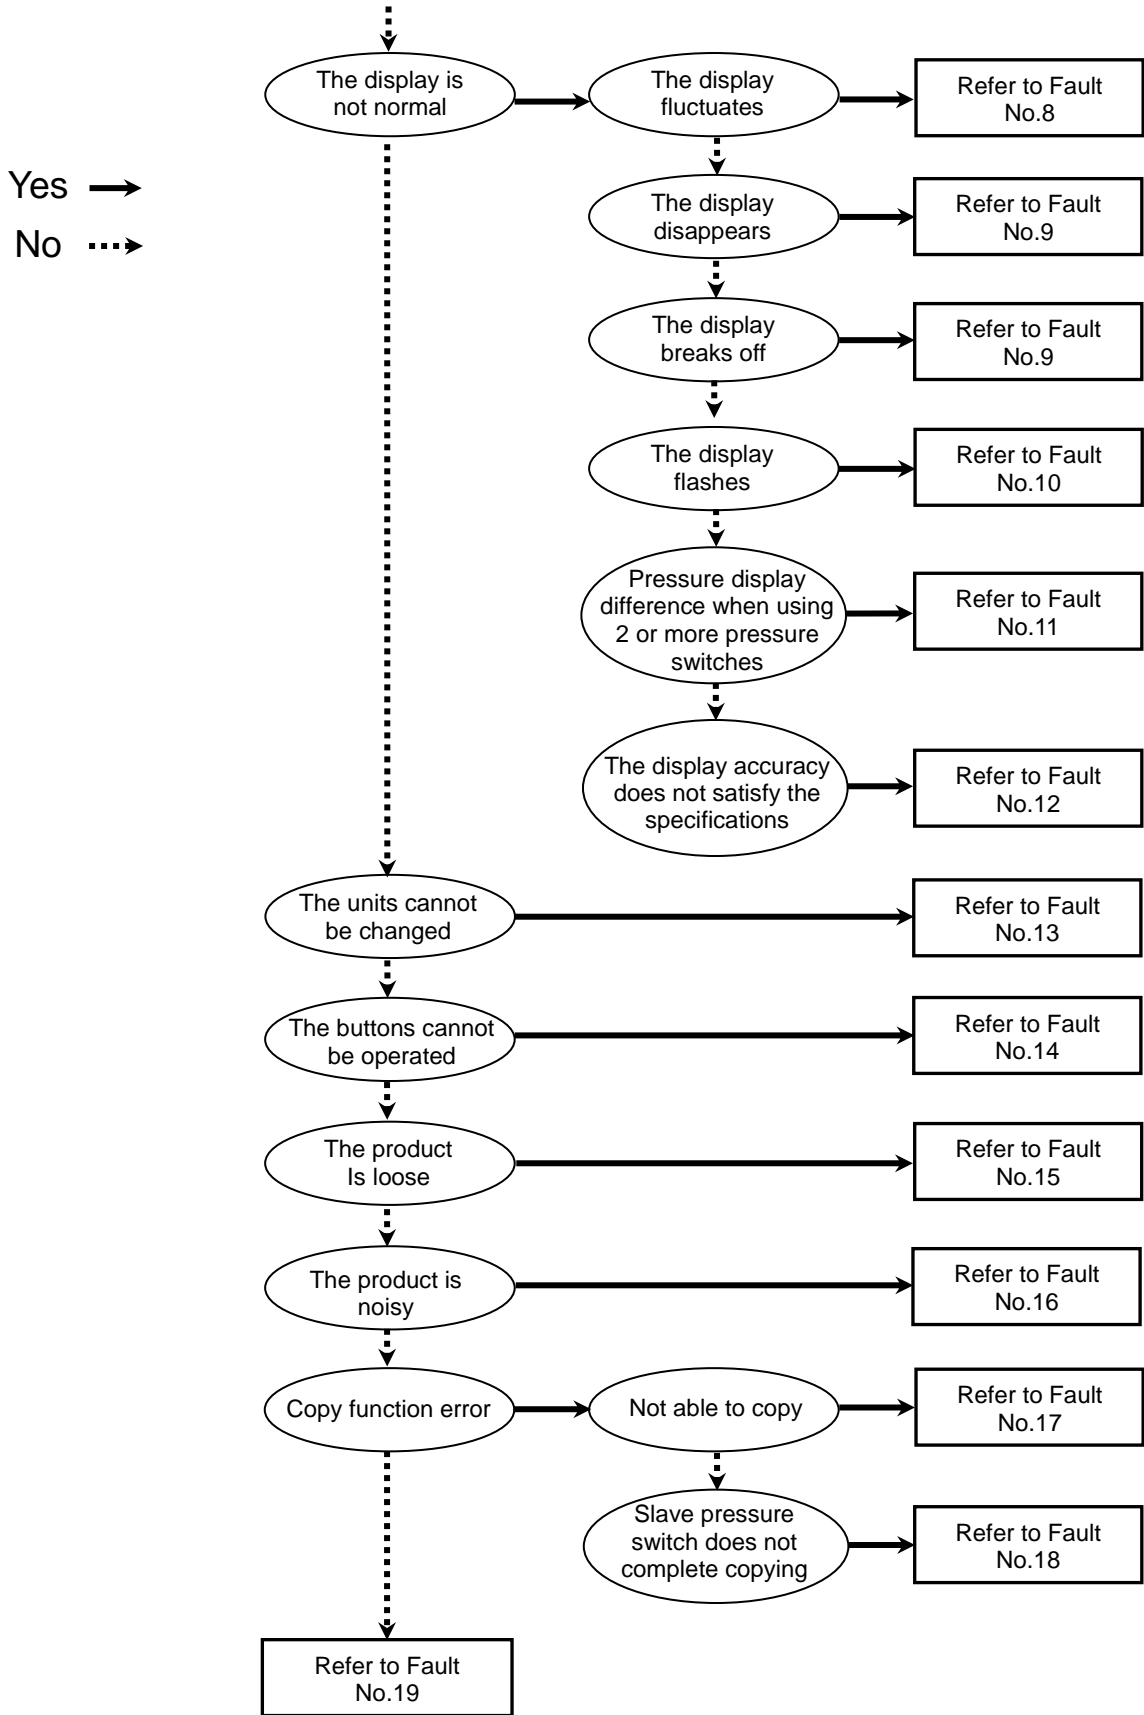 The display is
not normal
The display
fluctuates
Refer to Fault
No.8
Yes
No
The display
disappears
Refer to Fault
No.9
The display
breaks off
Refer to Fault
No.9
The display
flashes
Refer to Fault
No.10
Pressure display
difference when using
2 or more pressure
switches
Refer to Fault
No.11
The display accuracy
does not satisfy the
specifications
Refer to Fault
No.12
The units cannot
be changed
Refer to Fault
No.13
The buttons cannot
be operated
Refer to Fault
No.14
The product
Is loose
Refer to Fault
No.15
The product is
noisy
Refer to Fault
No.16
Copy function error
Not able to copy
Refer to Fault
No.17
Slave pressure
switch does not
complete copying
Refer to Fault
No.18
Refer to Fault
No.19